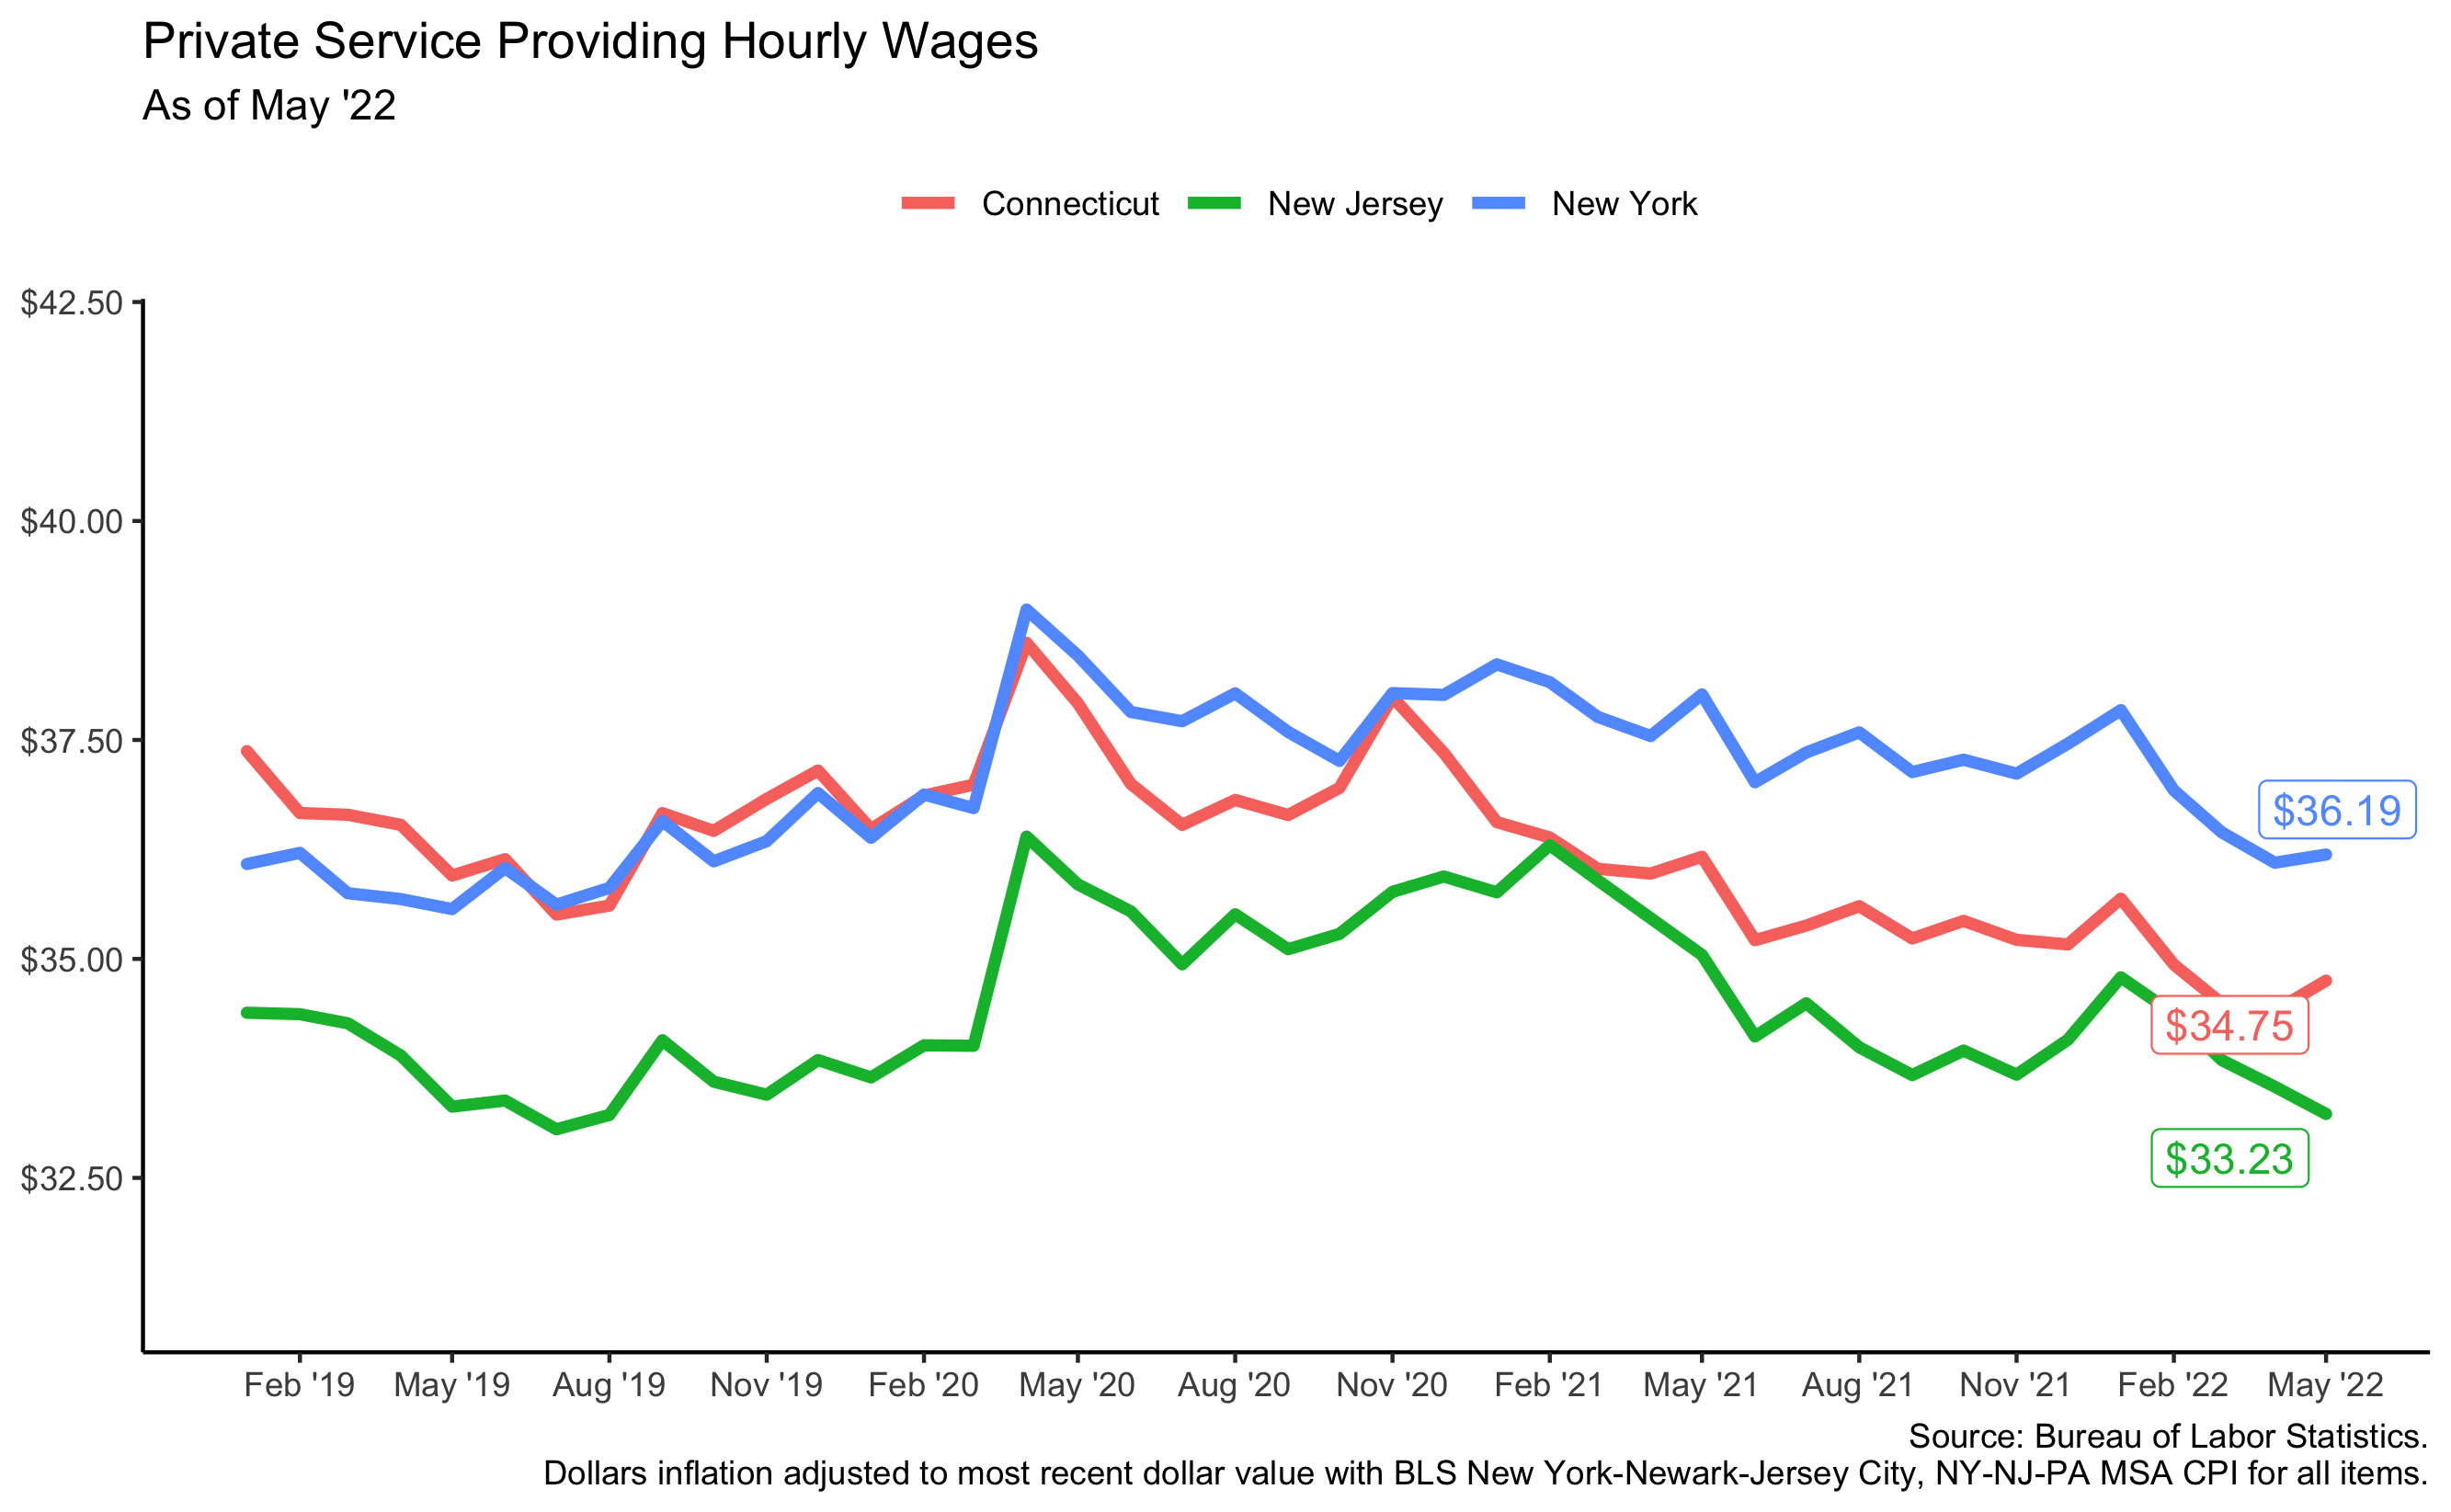 Private Service Providing Hourly Wages
As of May '22
Connecticut New Jersey New York
$42.50
$40.00
$37.50
$35.00
$32.50
$36.19
$34.75
$33.23
Feb '19 May '19 Aug '19 Nov '19 Feb '20 May '20 Aug '20 Nov '20 Feb '21 May '21 Aug '21 Nov '21 Feb '22 May '22
Source: Bureau of Labor Statistics.
Dollars inflation adjusted to most recent dollar value with BLS New York-Newark-Jersey City, NY-NJ-PA MSA CPI for all items.